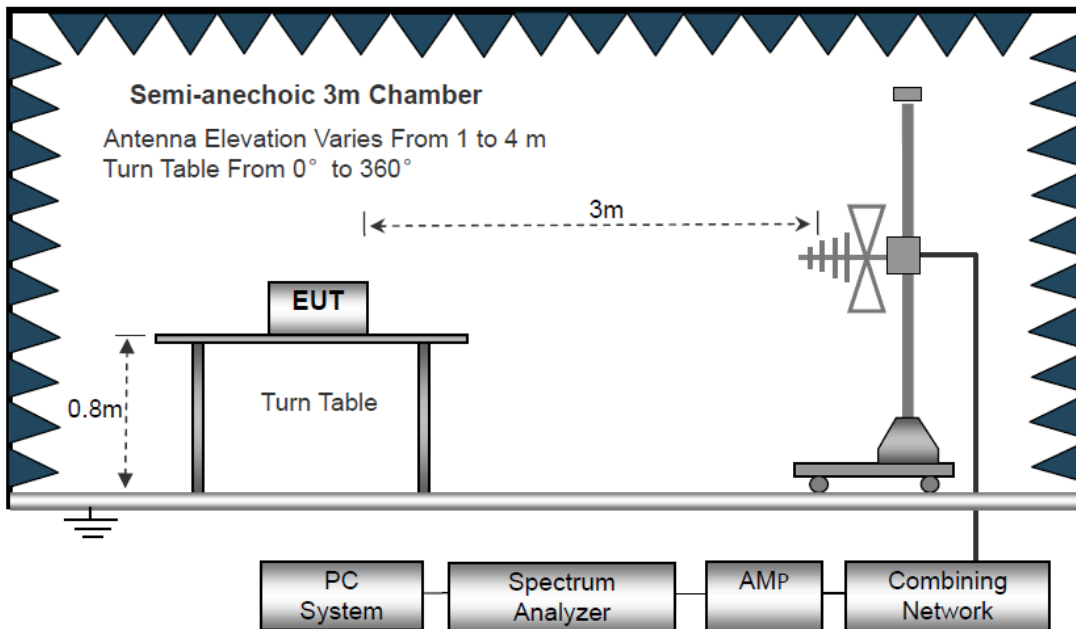 Semi-anechoic 3m Chamber
Antenna Elevation Varies From 1 to 4 m
Turn Table From 0° to 360°
3m
EUT
0.8m
Turn Table
PC
System
Spectrum
Analyzer
AMP
Combining
Network